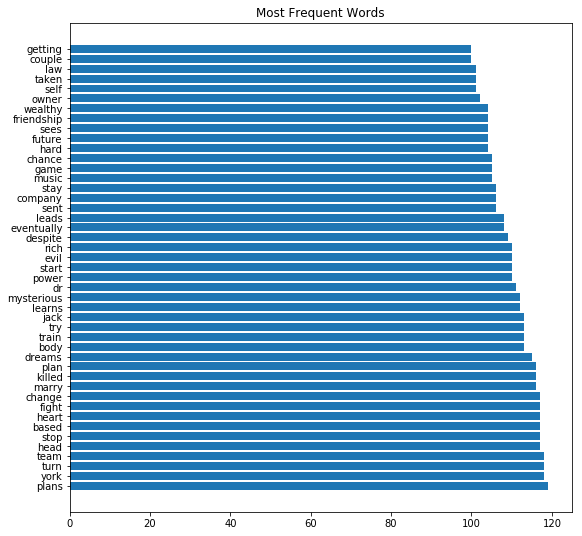 Most Frequent Words
getting
couple
law
taken
self
owner
wealthy
friendship
sees
future
hard
chance
game
music
stay
company
sent
leads
eventually
despite
rich
evil
start
power
dr
mysterious
learns
jack
try
train
body
dreams
plan
killed
marry
change
fight
heart
based
stop
head
team
turn
york
plans
0 20 40 60 80 100 120